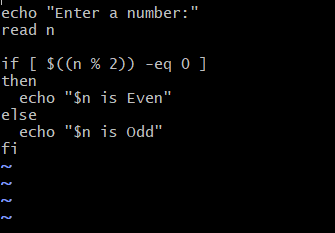 echo "Enter a number:"
read n

if [ $((n % 2)) -eq 0 ]
then
  echo "$n is Even"
else
  echo "$n is Odd"
fi
~
~
~
~